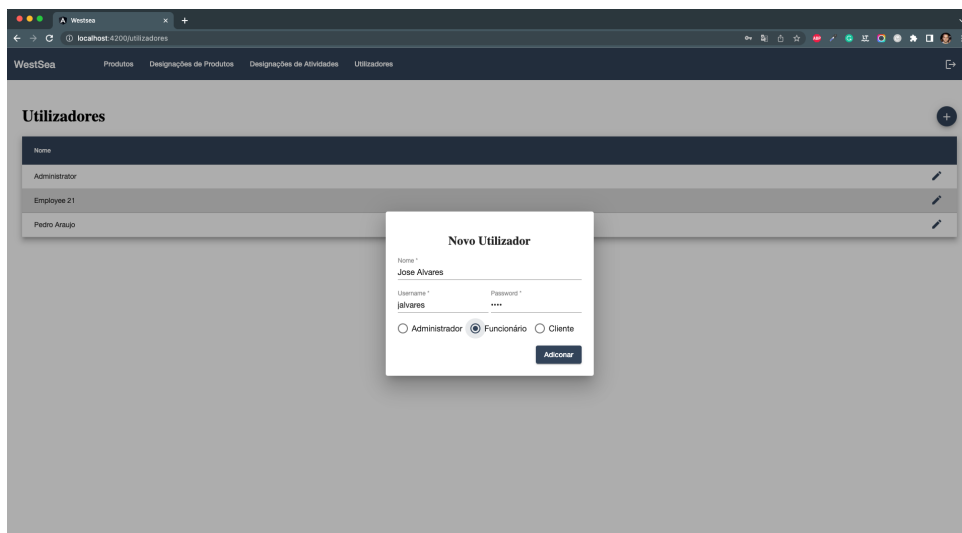 Westsea
localhost:4200/utilizadores
WestSea Produtos Designações de Produtos Designações de Atividades Utilizadores
Utilizadores
Nome
Administrator
Employee 21
Pedro Araujo
Novo Utilizador
Nome *
Jose Alvares
Username * Password *
jalvares ••••
Administrador Funcionário Cliente
Adiconar